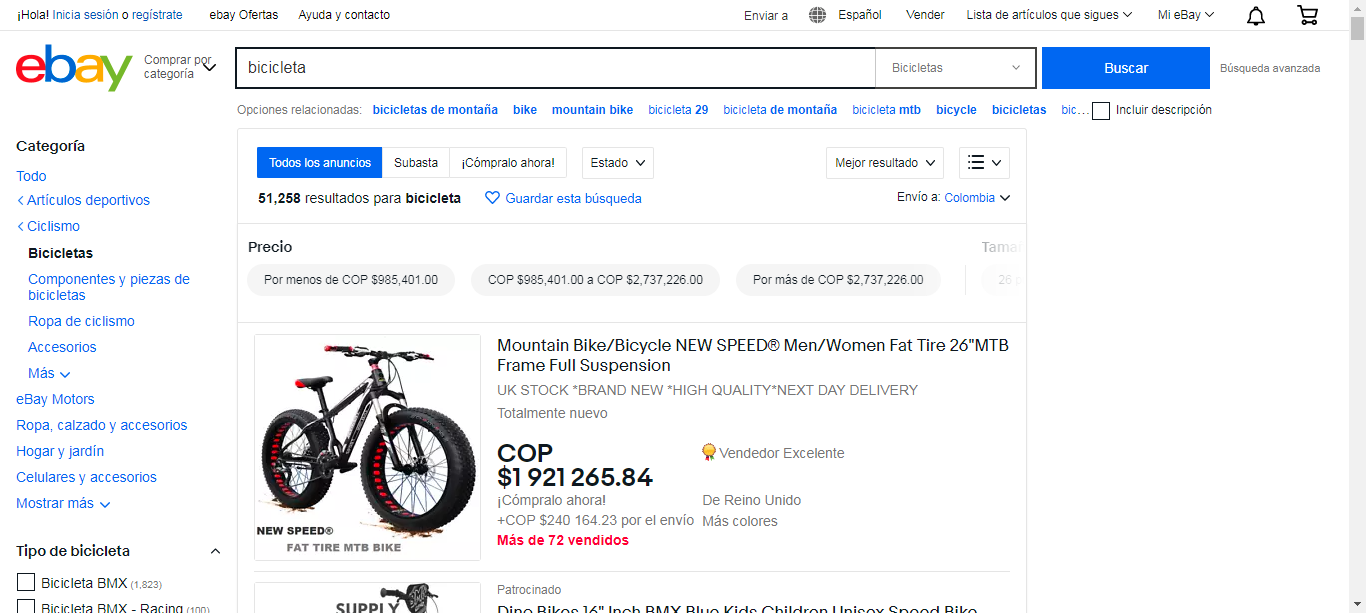 ¡Hola! Inicia sesión o regístrate ebay Ofertas Ayuda y contacto Enviar a Español Vender Lista de artículos que sigues Mi eBay
ebay
Comprar por
categoría
bicicleta Bicicletas Buscar Búsqueda avanzada
Opciones relacionadas: bicicletas de montaña bike mountain bike bicicleta 29 bicicleta de montaña bicicleta mtb bicycle bicicletas bic... Incluir descripción
Categoría
Todo
Artículos deportivos
Ciclismo
Bicicletas
Componentes y piezas de
bicicletas
Ropa de ciclismo
Accesorios
Más
eBay Motors
Ropa, calzado y accesorios
Hogar y jardín
Celulares y accesorios
Mostrar más
Tipo de bicicleta
Bicicleta BMX (1,823)
Bicicleta BMX - Racing (100)
Todos los anuncios Subasta ¡Cómpralo ahora! Estado Mejor resultado
51,258 resultados para bicicleta Guardar esta búsqueda Envío a: Colombia
Precio
Por menos de COP $985,401.00 COP $985,401.00 a COP $2,737,226.00 Por más de COP $2,737,226.00 26
NEW SPEED®
FAT TIRE MTB BIKE
Mountain Bike/Bicycle NEW SPEED® Men/Women Fat Tire 26"MTB
Frame Full Suspension
UK STOCK *BRAND NEW *HIGH QUALITY*NEXT DAY DELIVERY
Totalmente nuevo
COP
$1 921 265.84
¡Cómpralo ahora!
+COP $240 164.23 por el envío
Más de 72 vendidos
Vendedor Excelente
De Reino Unido
Más colores
SUPPLY
Patrocinado
Dino Bikes 16" Inch BMX Blue Kids Children Unisex Speed Bike